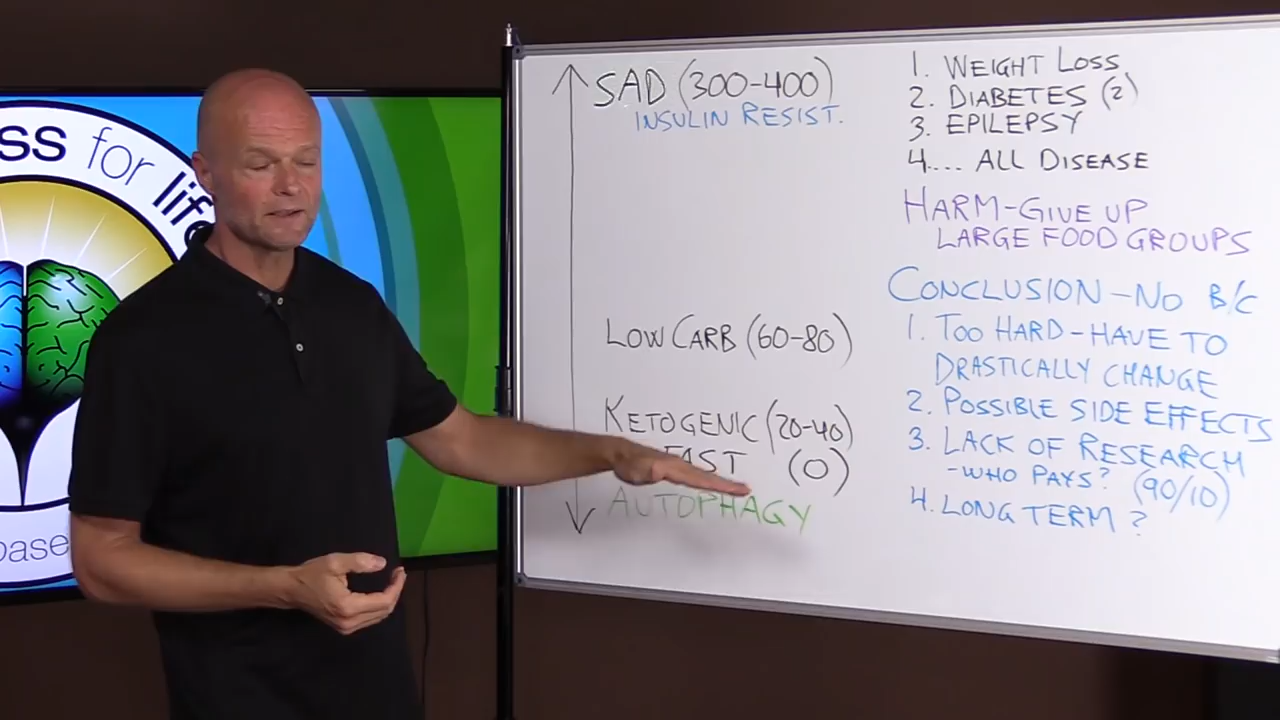 ss for life
base
SAD (300-400)
INSULIN RESIST.
LOW CARB (60-80)
KETOGENIC (20-40)
FAST (0)
AUTOPHAGY
1. WEIGHT LOSS
2. DIABETES (2)
3. EPILEPSY
4.... ALL DISEASE
HARM-GIVE UP
LARGE FOOD GROUPS
CONCLUSION-NO B/C
1. TOO HARD-HAVE TO
DRASTICALLY CHANGE
2. POSSIBLE SIDE EFFECTS
3. LACK OF RESEARCH
-WHO PAYS? (90/10)
4. LONG TERM ?